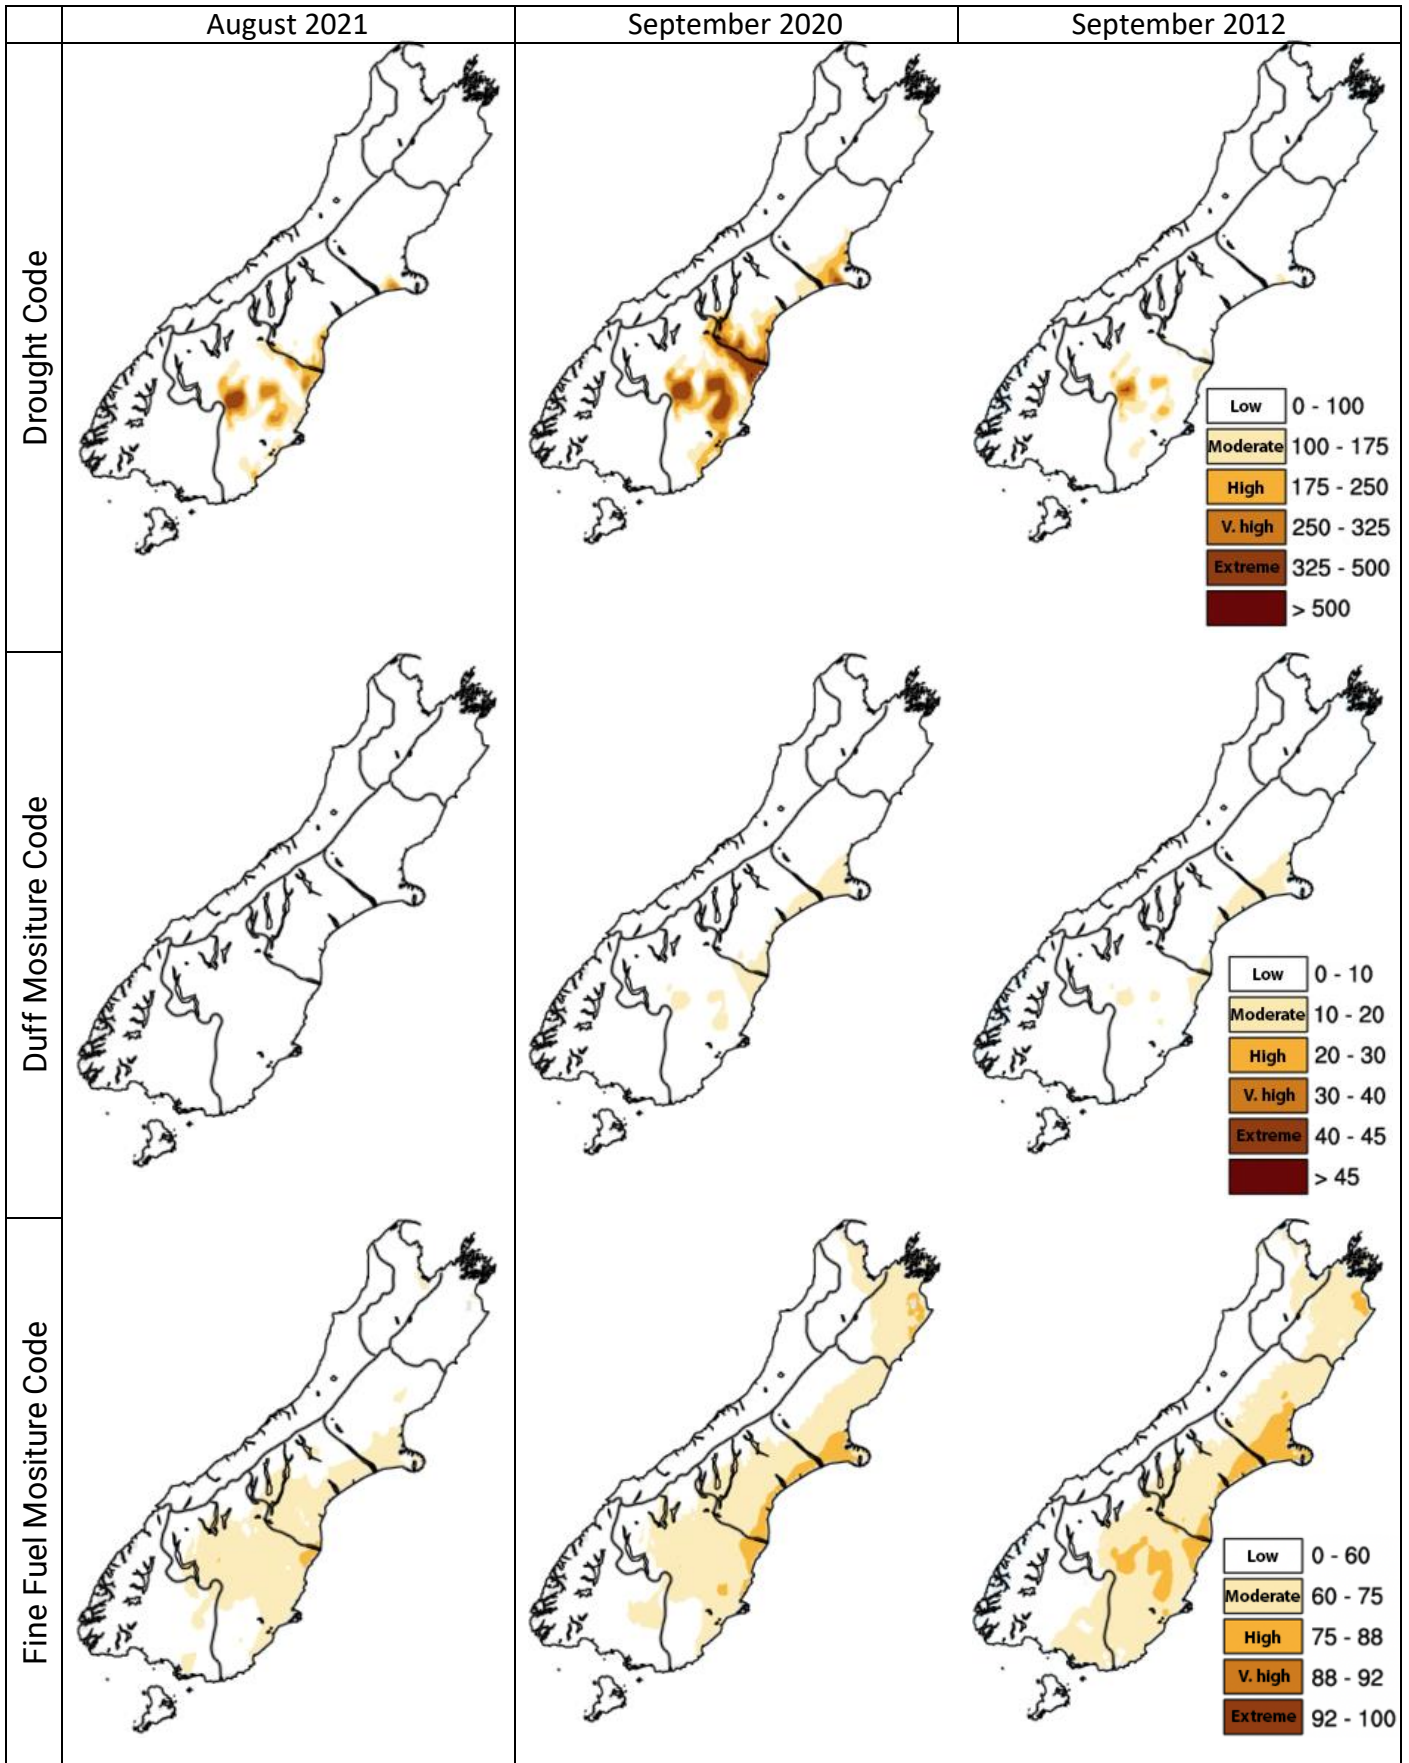 August 2021
September 2020
September 2012
Drought Code
Low 0 - 100
Moderate 100 - 175
High 175 - 250
V. high 250 - 325
Extreme 325 - 500
> 500
Duff Mositure Code
Low 0 - 10
Moderate 10 - 20
High 20 - 30
V. high 30 - 40
Extreme 40 - 45
> 45
Fine Fuel Mositure Code
Low 0 - 60
Moderate 60 - 75
High 75 - 88
V. high 88 - 92
Extreme 92 - 100